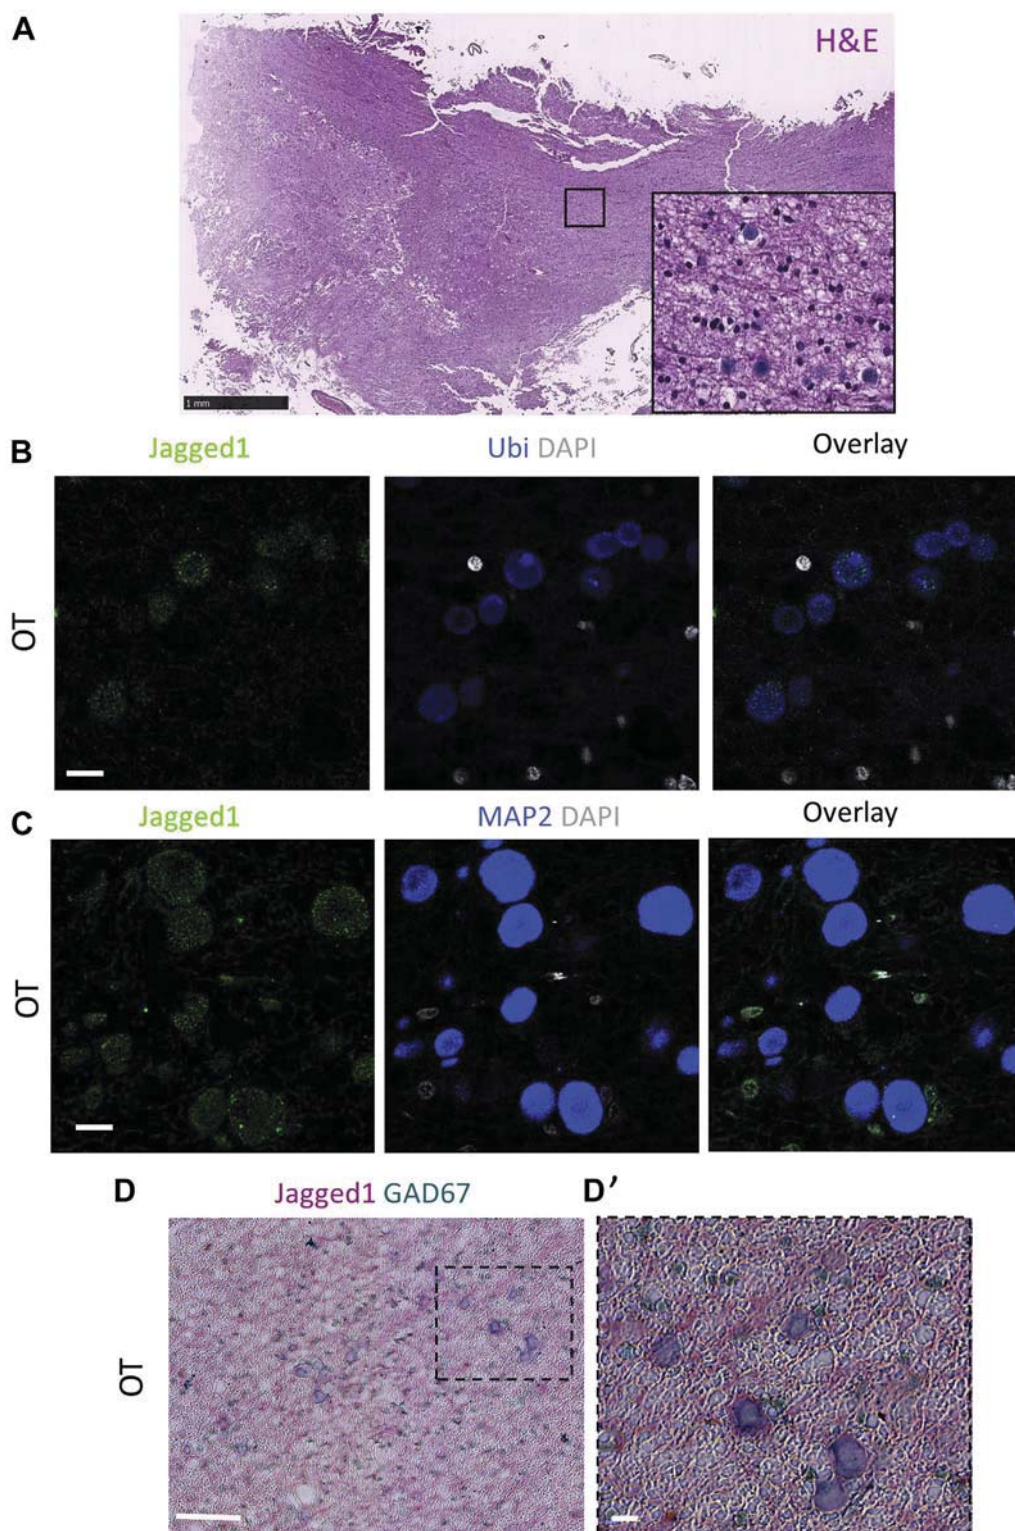 A
H&E
1 mm
B
Jagged1
Ubi DAPI
Overlay
OT
C
Jagged1
MAP2 DAPI
Overlay
OT
D
Jagged1 GAD67
D'
OT